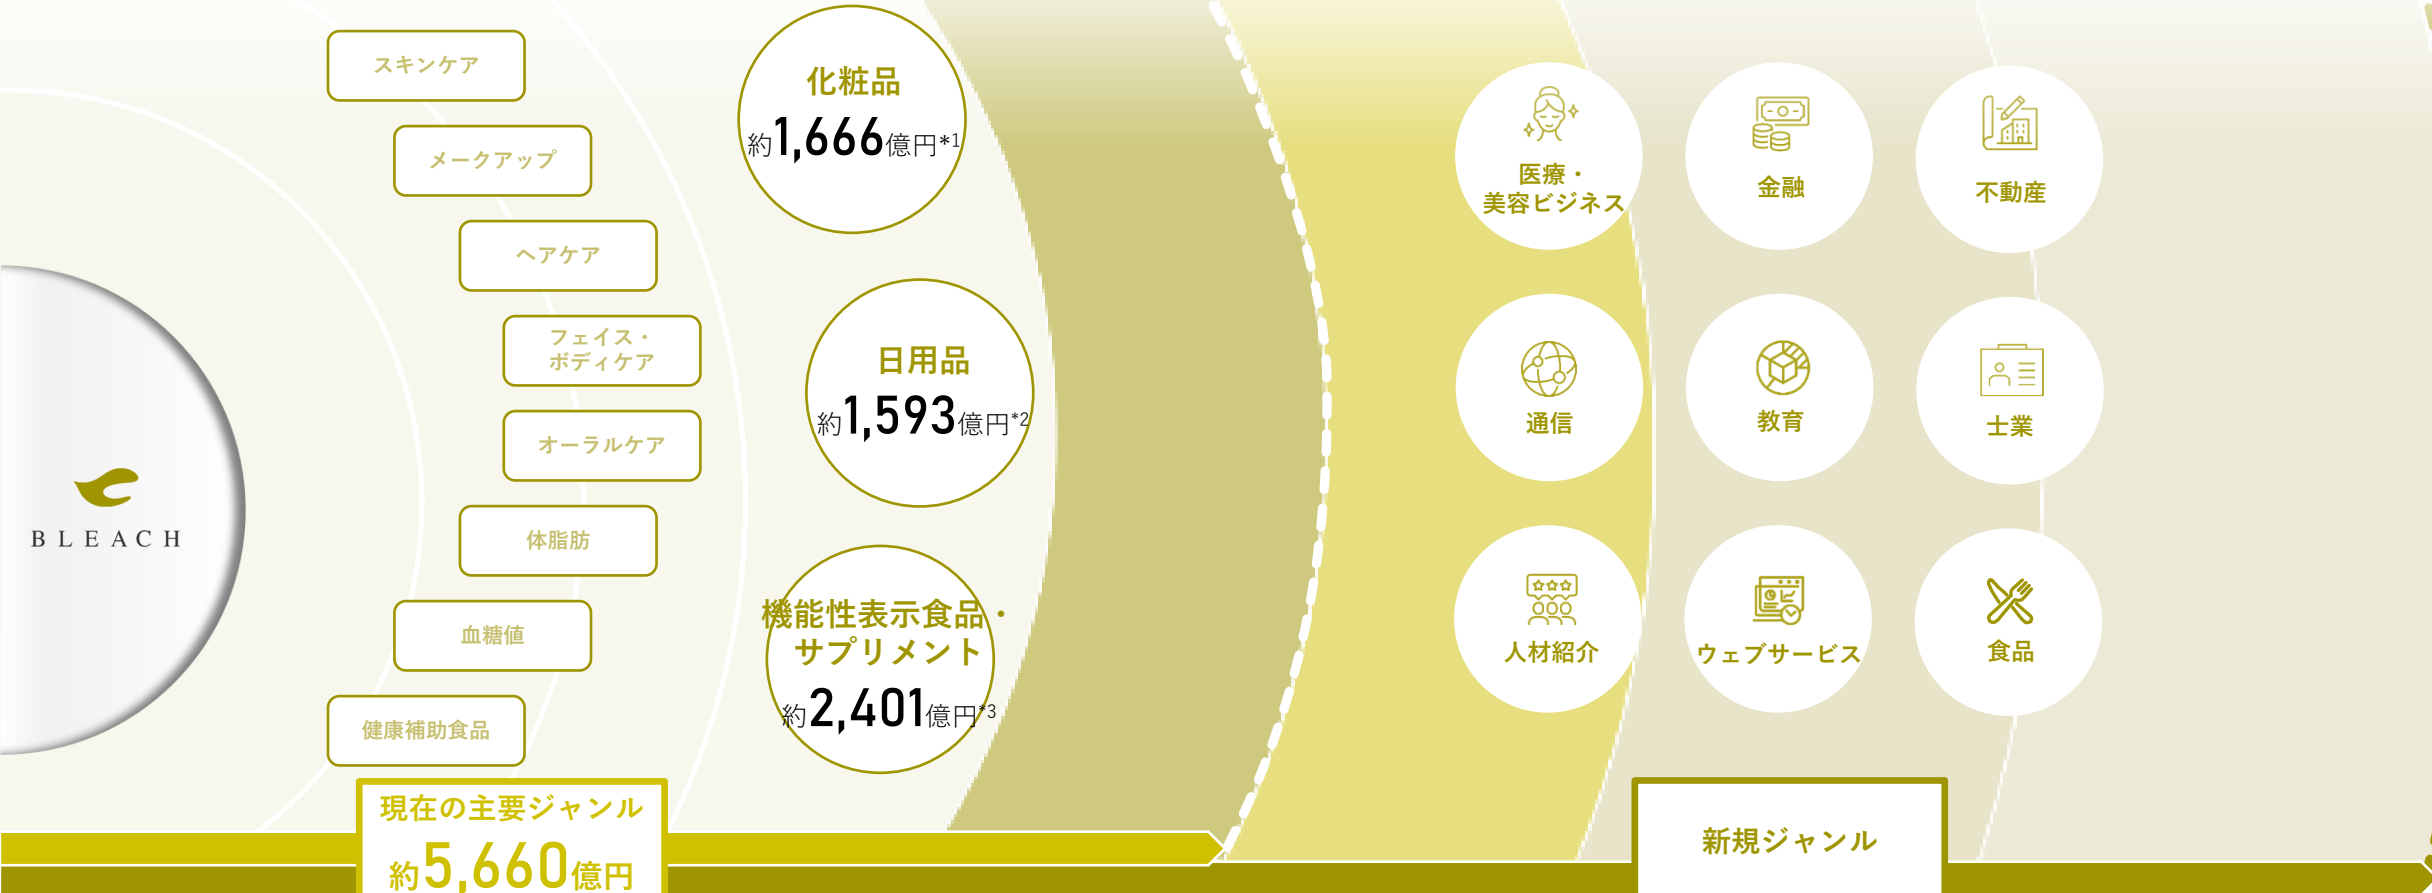 スキンケア
メークアップ
ヘアケア
フェイス・
ボディケア
オーラルケア
体脂肪
血糖値
健康補助食品
BLEACH
化粧品
約1,666億円*1
日用品
約1,593億円*2
機能性表示食品・
サプリメント
約2,401億円*3
医療・
美容ビジネス
金融
不動産
通信
教育
士業
人材紹介
ウェブサービス
食品
現在の主要ジャンル
約5,660億円
新規ジャンル